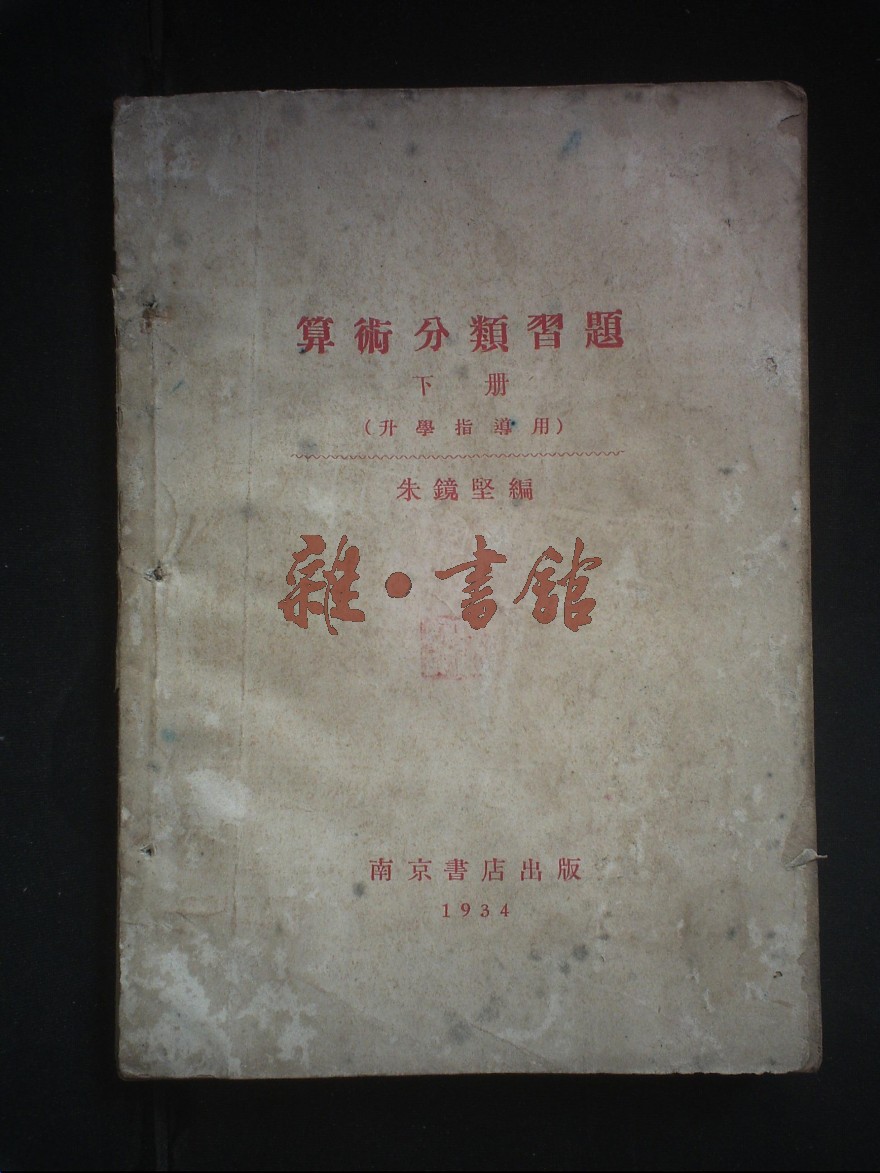 算術分類習題
下册
（升學指導用）
朱鏡堅編
雜·書館
南京書店出版
1934